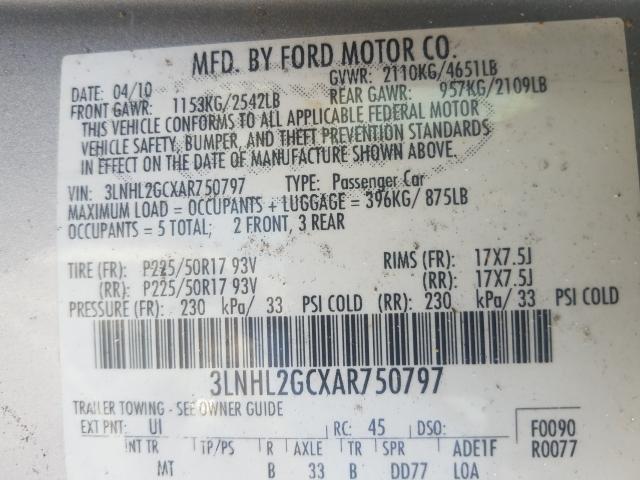 MFD. BY FORD MOTOR CO.
DATE: 04/10 GVWR: 2110KG/4651LB
FRONT GAWR: 1153KG/2542LB REAR GAWR: 957KG/2109LB
THIS VEHICLE CONFORMS TO ALL APPLICABLE FEDERAL MOTOR
VEHICLE SAFETY, BUMPER, AND THEFT PREVENTION STANDARDS
IN EFFECT ON THE DATE OF MANUFACTURE SHOWN ABOVE.
VIN: 3LNHL2GCXAR750797 TYPE: Passenger Car
MAXIMUM LOAD = OCCUPANTS + LUGGAGE = 396KG/ 875LB
OCCUPANTS = 5 TOTAL; 2 FRONT, 3 REAR
TIRE (FR): P225/50R17 93V RIMS (FR): 17X7.5J
(RR): P225/50R17 93V (RR): 17X7.5J
PRESSURE (FR): 230 kPa/ 33 PSI COLD (RR): 230 kPa/ 33 PSI COLD
3LNHL2GCXAR750797
TRAILER TOWING - SEE OWNER GUIDE
EXT PNT: UI RC: 45 DSO: F0090
INT TR TP/PS R AXLE TR SPR ADE1F R0077
MT B 33 B DD77 LOA